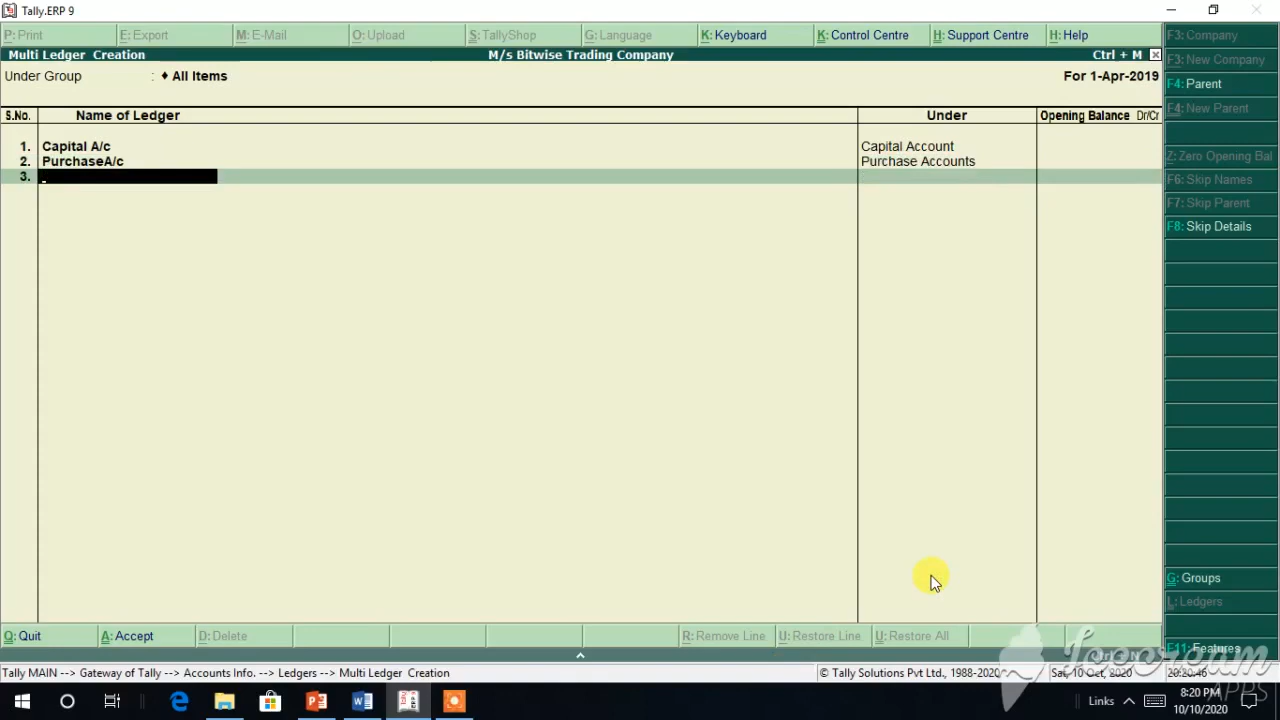 Tally.ERP 9
P: Print E: Export M: E-Mail O: Upload S: TallyShop G: Language K: Keyboard K: Control Centre H: Support Centre H: Help
F3: Company
Multi Ledger Creation M/s Bitwise Trading Company Ctrl + M
F3: New Company
Under Group : ♦ All Items For 1-Apr-2019
F4: Parent
F4: New Parent
S.No. Name of Ledger Under Opening Balance Dr/Cr
1. Capital A/c Capital Account
2. PurchaseA/c Purchase Accounts
3.
Z: Zero Opening Bal
F6: Skip Names
F7: Skip Parent
F8: Skip Details
G: Groups
L: Ledgers
Q: Quit A: Accept D: Delete R: Remove Line U: Restore Line U: Restore All
F11: Features
Icecream
APPS
Tally MAIN --> Gateway of Tally --> Accounts Info. --> Ledgers --> Multi Ledger Creation © Tally Solutions Pvt Ltd., 1988-2020 Sat, 10 Oct, 2020 20:20:46
Links 8:20 PM
10/10/2020